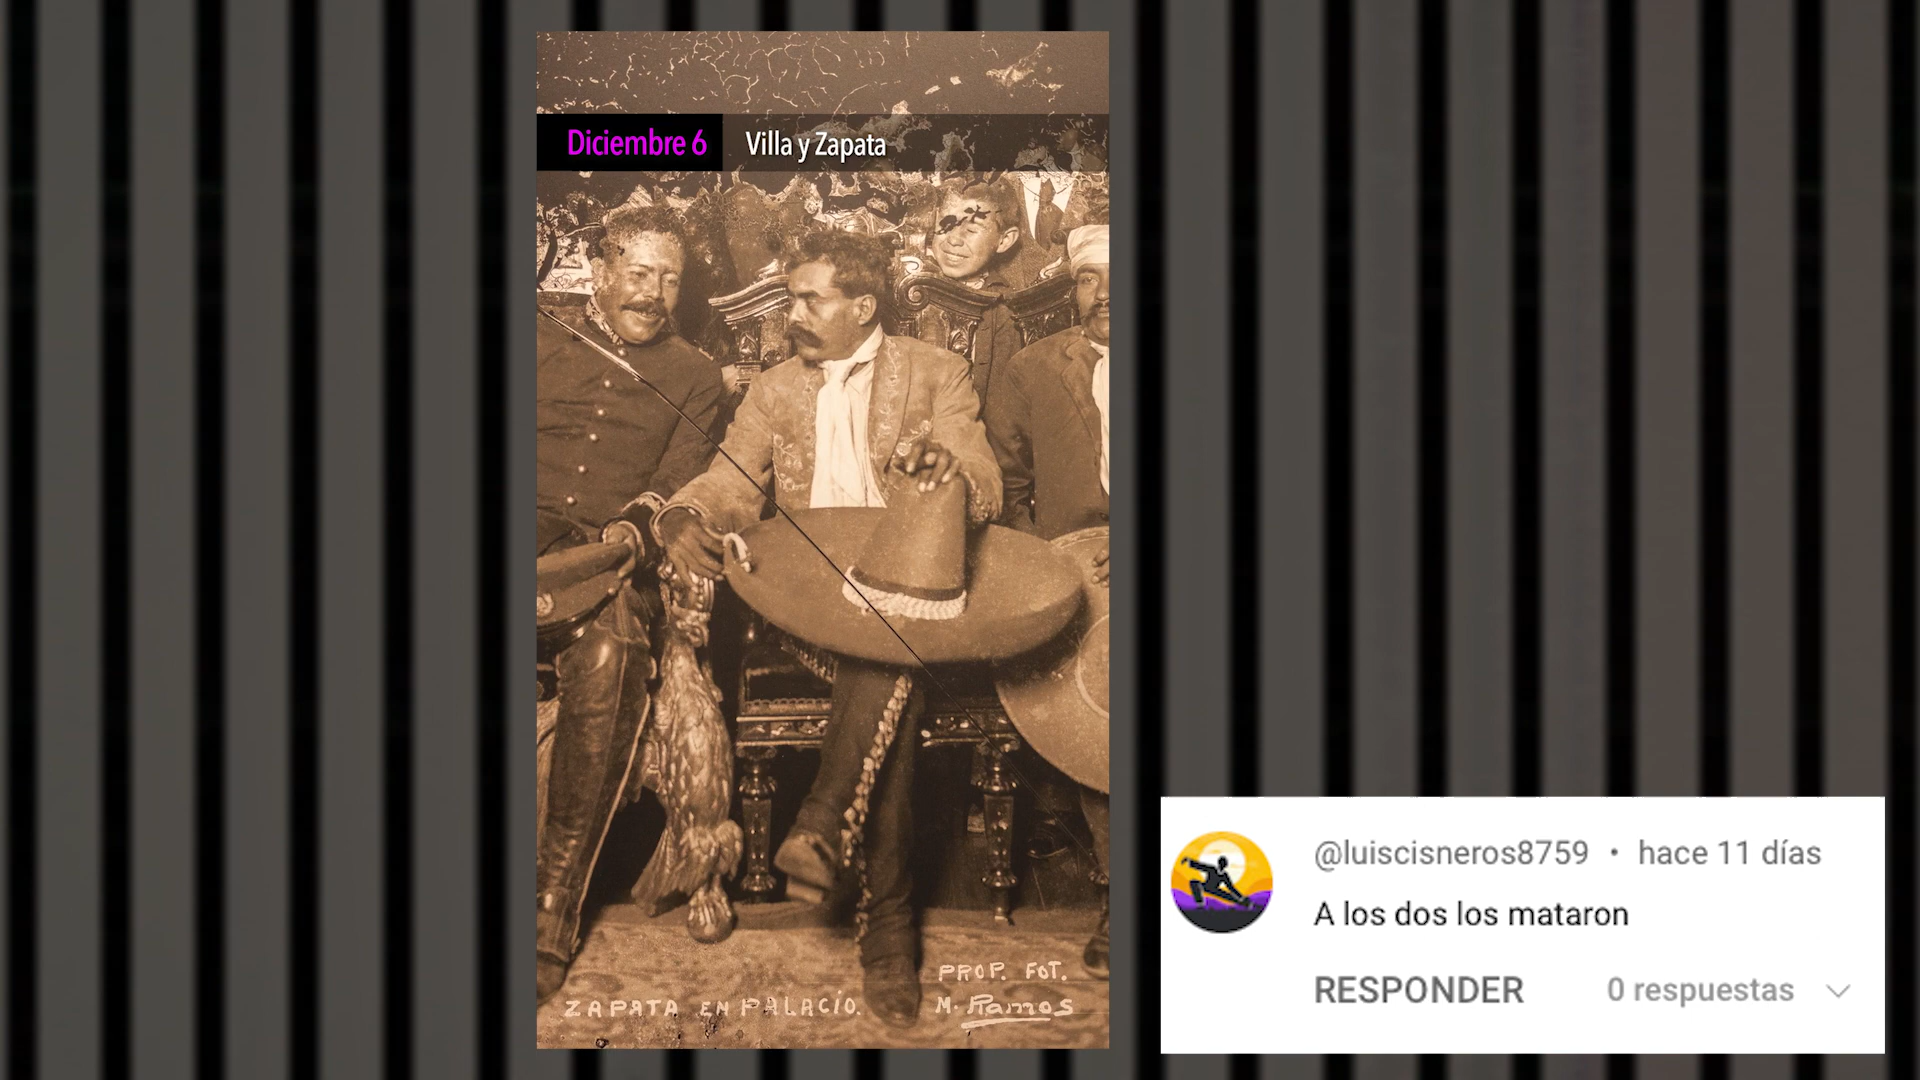 Diciembre 6
Villa y Zapata
ZAPATA EN PALACIO.
PROP. FOT.
M. Ramos
@luiscisneros8759 • hace 11 días
A los dos los mataron
RESPONDER
0 respuestas